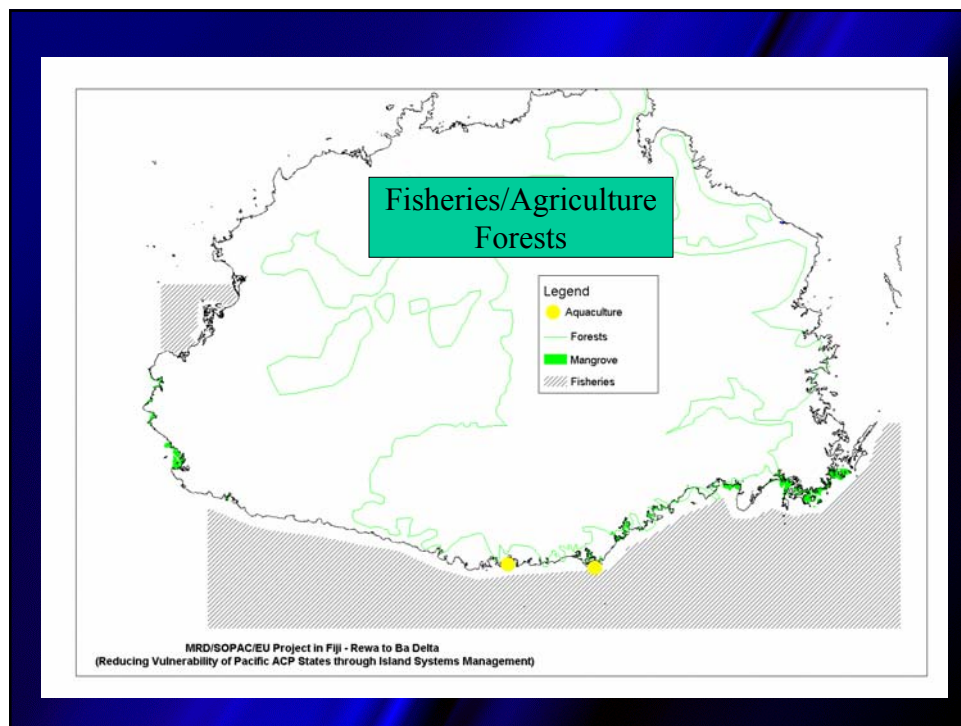 Fisheries/Agriculture
Forests
Legend
Aquaculture
Forests
Mangrove
Fisheries
MRD/SOPAC/EU Project in Fiji - Rewa to Ba Delta
(Reducing Vulnerability of Pacific ACP States through Island Systems Management)